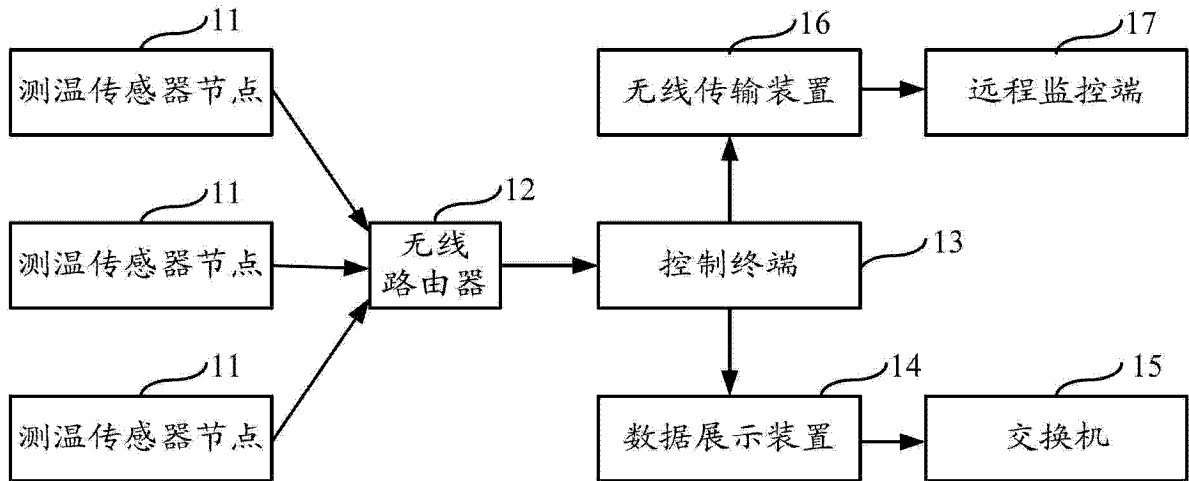 11
16
17
测温传感器节点
无线传输装置
远程监控端
11
12
13
测温传感器节点
无线
路由器
控制终端
11
14
15
测温传感器节点
数据展示装置
交换机